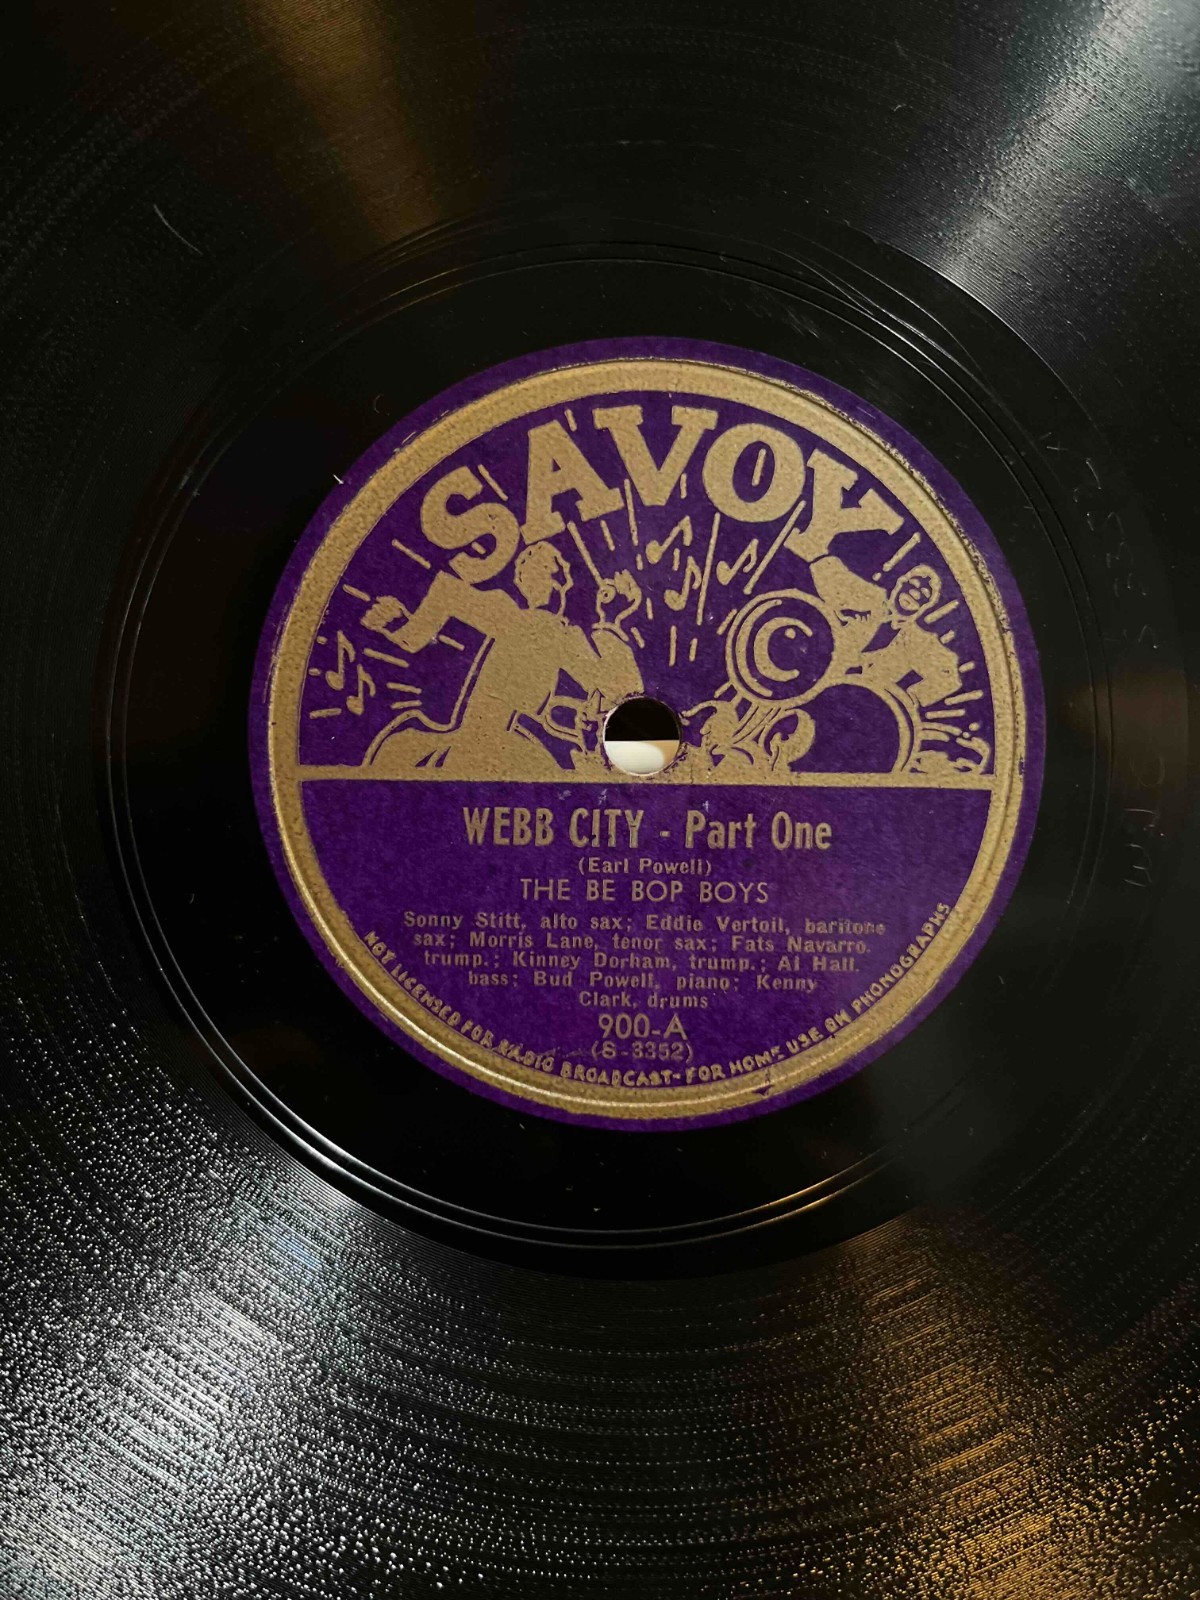 SAVOY
C
WEBB CITY - Part One
(Earl Powell)
THE BE BOP BOYS
Sonny Stitt, alto sax; Eddie Vertoil, baritone
sax; Morris Lane, tenor sax; Fats Navarro,
trump.; Kinney Dorham, trump.; Al Hall,
bass; Bud Powell, piano; Kenny
Clark, drums
900-A
(S-3352)
NOT LICENSED FOR RADIO BROADCAST-FOR HOME USE ON PHONOGRAPHS